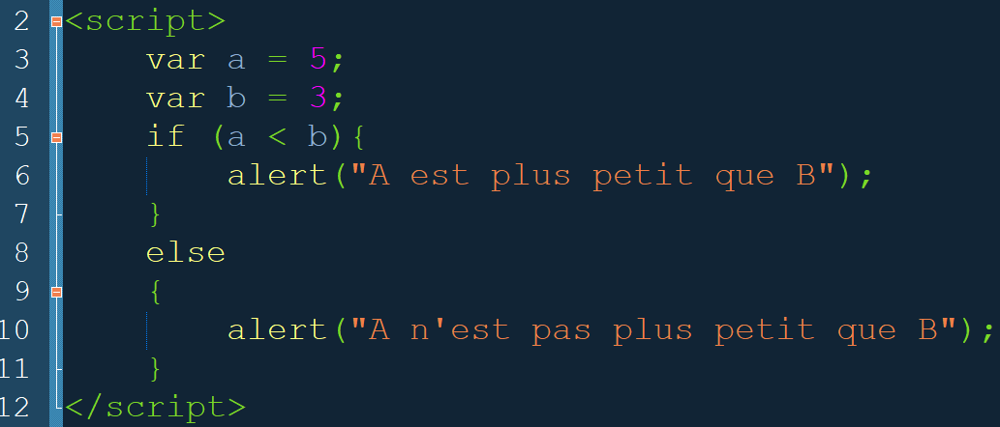 2 <script>
3 var a = 5;
4 var b = 3;
5 if (a < b){
6 alert("A est plus petit que B");
7 }
8 else
9 {
10 alert("A n'est pas plus petit que B");
11 }
12 </script>